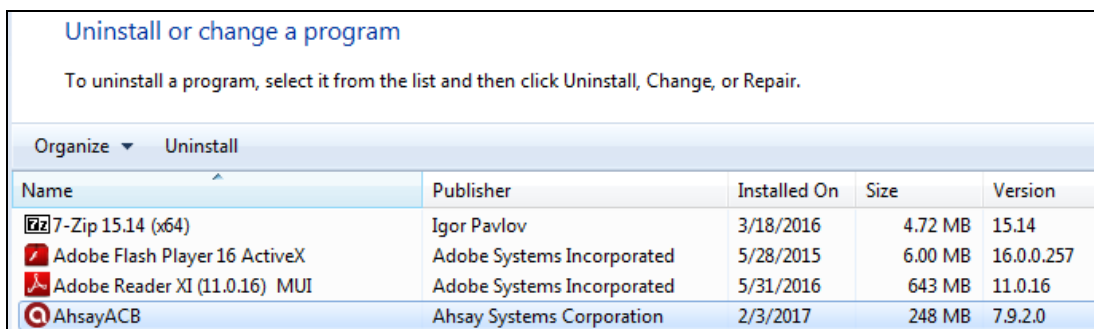 Uninstall or change a program
To uninstall a program, select it from the list and then click Uninstall, Change, or Repair.
Organize Uninstall
Name Publisher Installed On Size Version
7z 7-Zip 15.14 (x64) Igor Pavlov 3/18/2016 4.72 MB 15.14
Adobe Flash Player 16 ActiveX Adobe Systems Incorporated 5/28/2015 6.00 MB 16.0.0.257
Adobe Reader XI (11.0.16) MUI Adobe Systems Incorporated 5/31/2016 643 MB 11.0.16
AhsayACB Ahsay Systems Corporation 2/3/2017 248 MB 7.9.2.0